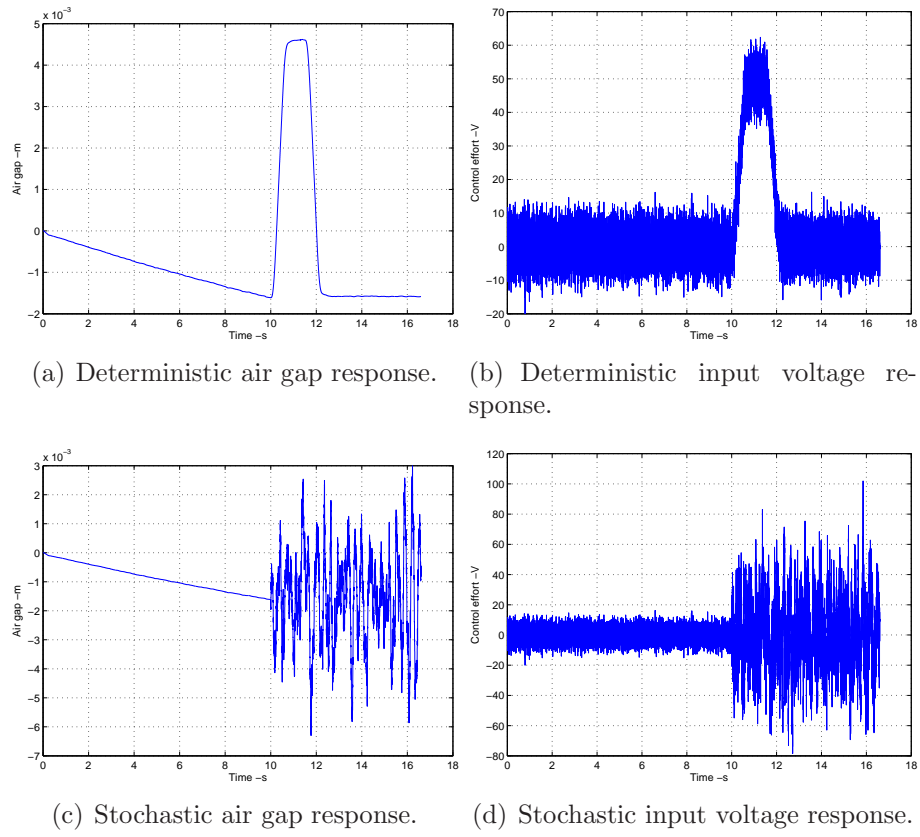 x 10⁻³
5
4
3
2
1
0
−1
−2
0 2 4 6 8 10 12 14 16 18
Time −s
Air gap −m
70
60
50
40
30
20
10
0
−10
−20
0 2 4 6 8 10 12 14 16 18
Time −s
Control effort −V
(a) Deterministic air gap response.
(b) Deterministic input voltage re-
sponse.
x 10⁻³
3
2
1
0
−1
−2
−3
−4
−5
−6
−7
0 2 4 6 8 10 12 14 16 18
Time −s
Air gap −m
120
100
80
60
40
20
0
−20
−40
−60
−80
0 2 4 6 8 10 12 14 16 18
Time −s
Control effort −V
(c) Stochastic air gap response.
(d) Stochastic input voltage response.